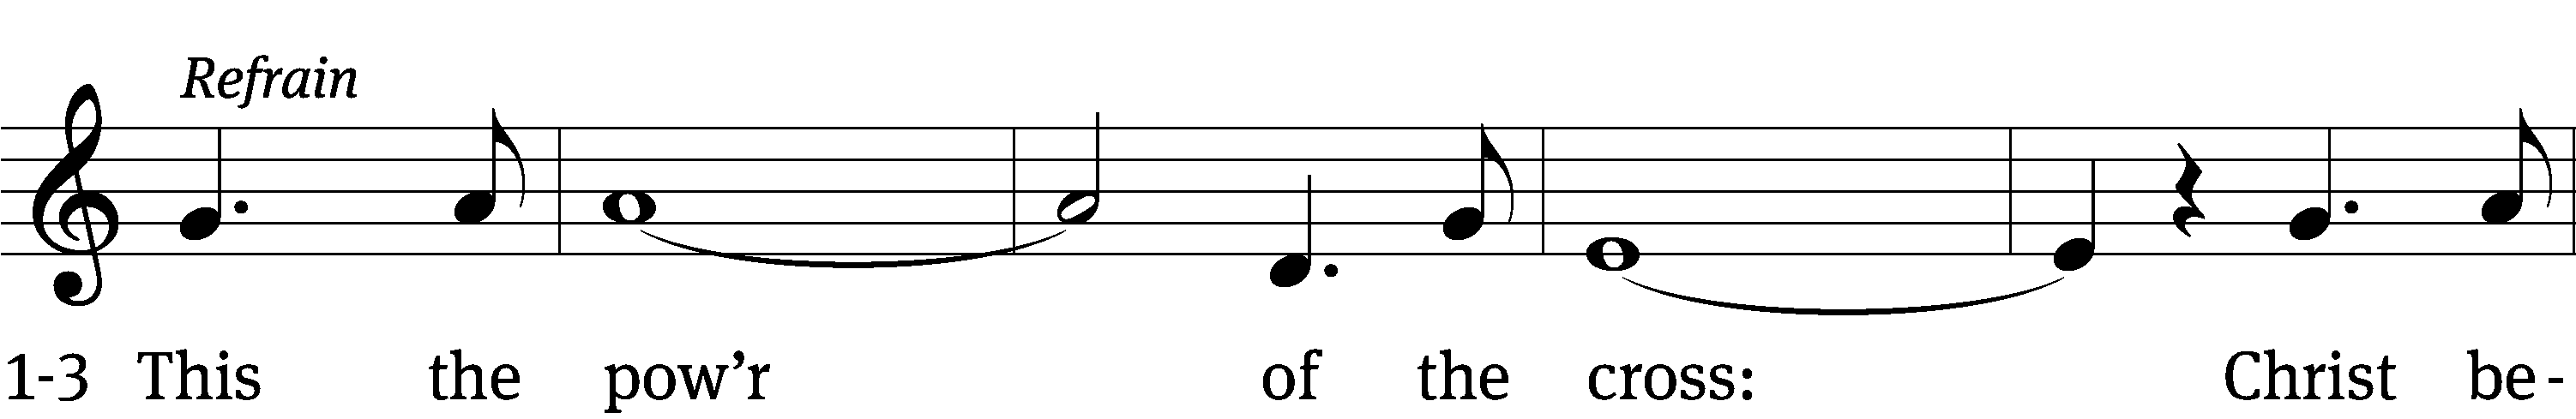 Refrain
1-3 This the pow’r of the cross: Christ be-